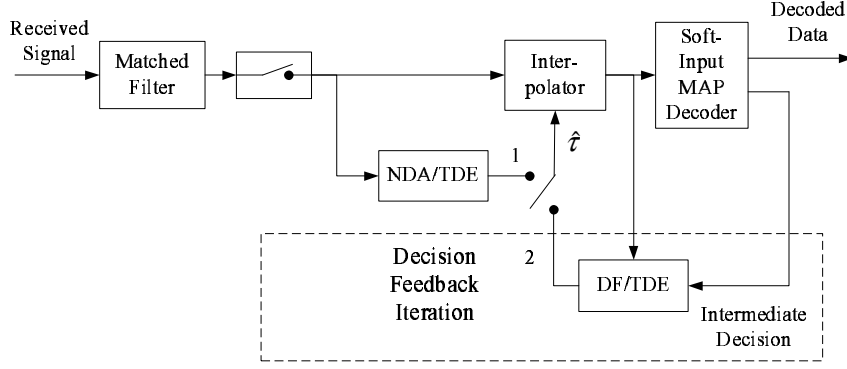 Received
Signal
Matched
Filter
Inter-
polator
Soft-
Input
MAP
Decoder
Decoded
Data
NDA/TDE
1
τ̂
2
Decision
Feedback
Iteration
DF/TDE
Intermediate
Decision